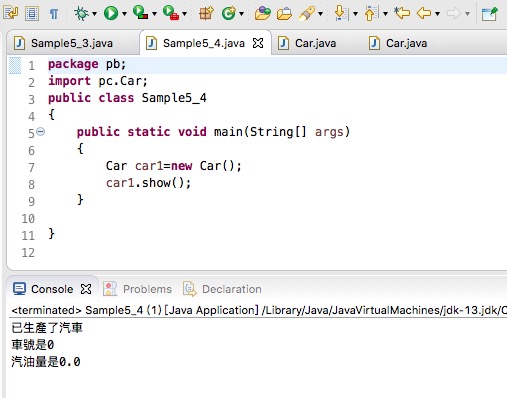 Sample5_3.java Sample5_4.java Car.java Car.java
1 package pb;
2 import pc.Car;
3 public class Sample5_4
4 {
5 public static void main(String[] args)
6 {
7 Car car1=new Car();
8 car1.show();
9 }
10
11 }
12
Console Problems Declaration
<terminated> Sample5_4 (1) [Java Application] /Library/Java/JavaVirtualMachines/jdk-13.jdk/C
已生產了汽車
車號是0
汽油量是0.0